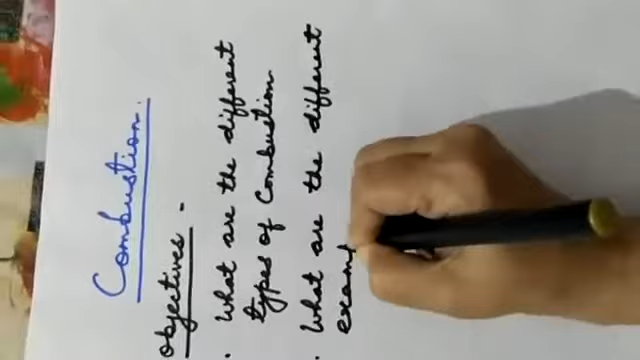 Combustion.
Objectives -
. What are the different
types of Combustion
. What are the different
exam